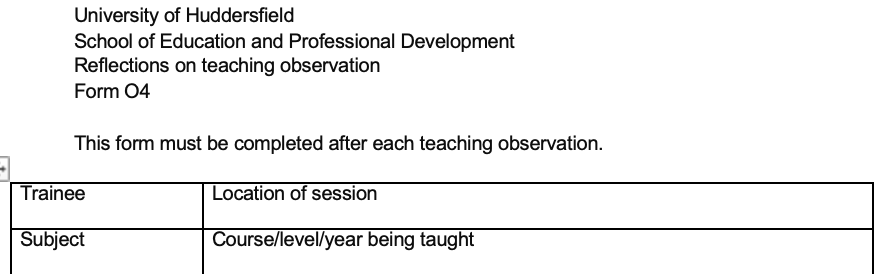 University of Huddersfield
School of Education and Professional Development
Reflections on teaching observation
Form O4
This form must be completed after each teaching observation.
Trainee
Location of session
Subject
Course/level/year being taught